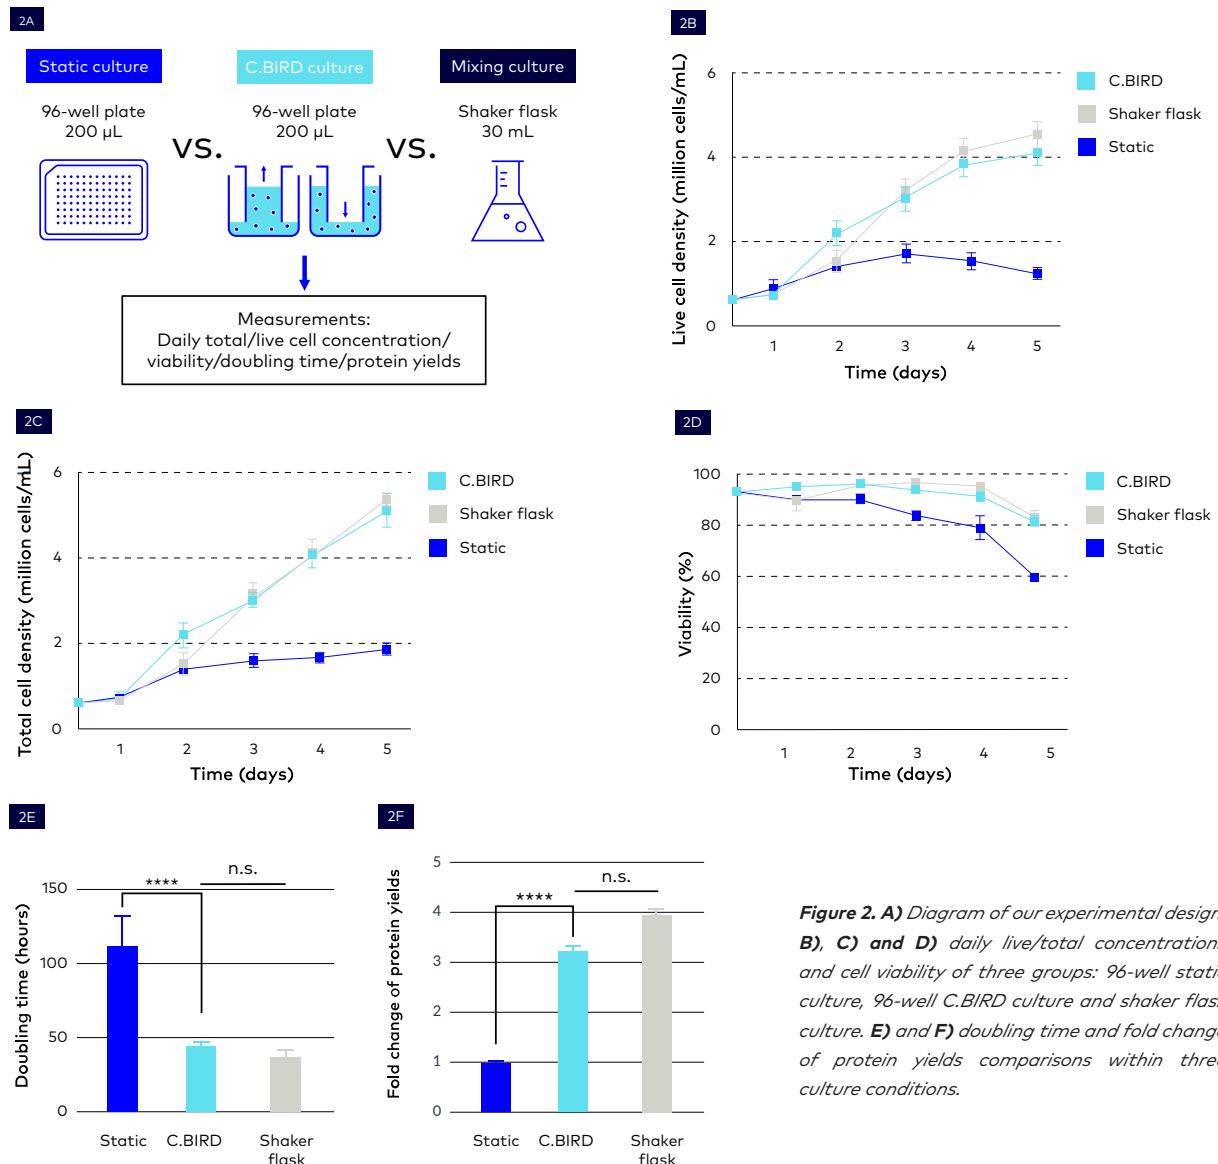 2A
Static culture
C.BIRD culture
Mixing culture
96-well plate
200 µL
vs.
96-well plate
200 µL
vs.
Shaker flask
30 mL
Measurements:
Daily total/live cell concentration/
viability/doubling time/protein yields
2B
Live cell density (million cells/mL)
6
4
2
0
1
2
3
4
5
Time (days)
C.BIRD
Shaker flask
Static
2C
Total cell density (million cells/mL)
6
4
2
0
1
2
3
4
5
Time (days)
C.BIRD
Shaker flask
Static
2D
Viability (%)
100
80
60
40
20
0
1
2
3
4
5
Time (days)
C.BIRD
Shaker flask
Static
2E
Doubling time (hours)
150
100
50
0
****
n.s.
Static
C.BIRD
Shaker
flask
2F
Fold change of protein yields
5
4
3
2
1
0
****
n.s.
Static
C.BIRD
Shaker
flask
Figure 2. A) Diagram of our experimental design
B), C) and D) daily live/total concentrations
and cell viability of three groups: 96-well static
culture, 96-well C.BIRD culture and shaker flask
culture. E) and F) doubling time and fold change
of protein yields comparisons within three
culture conditions.